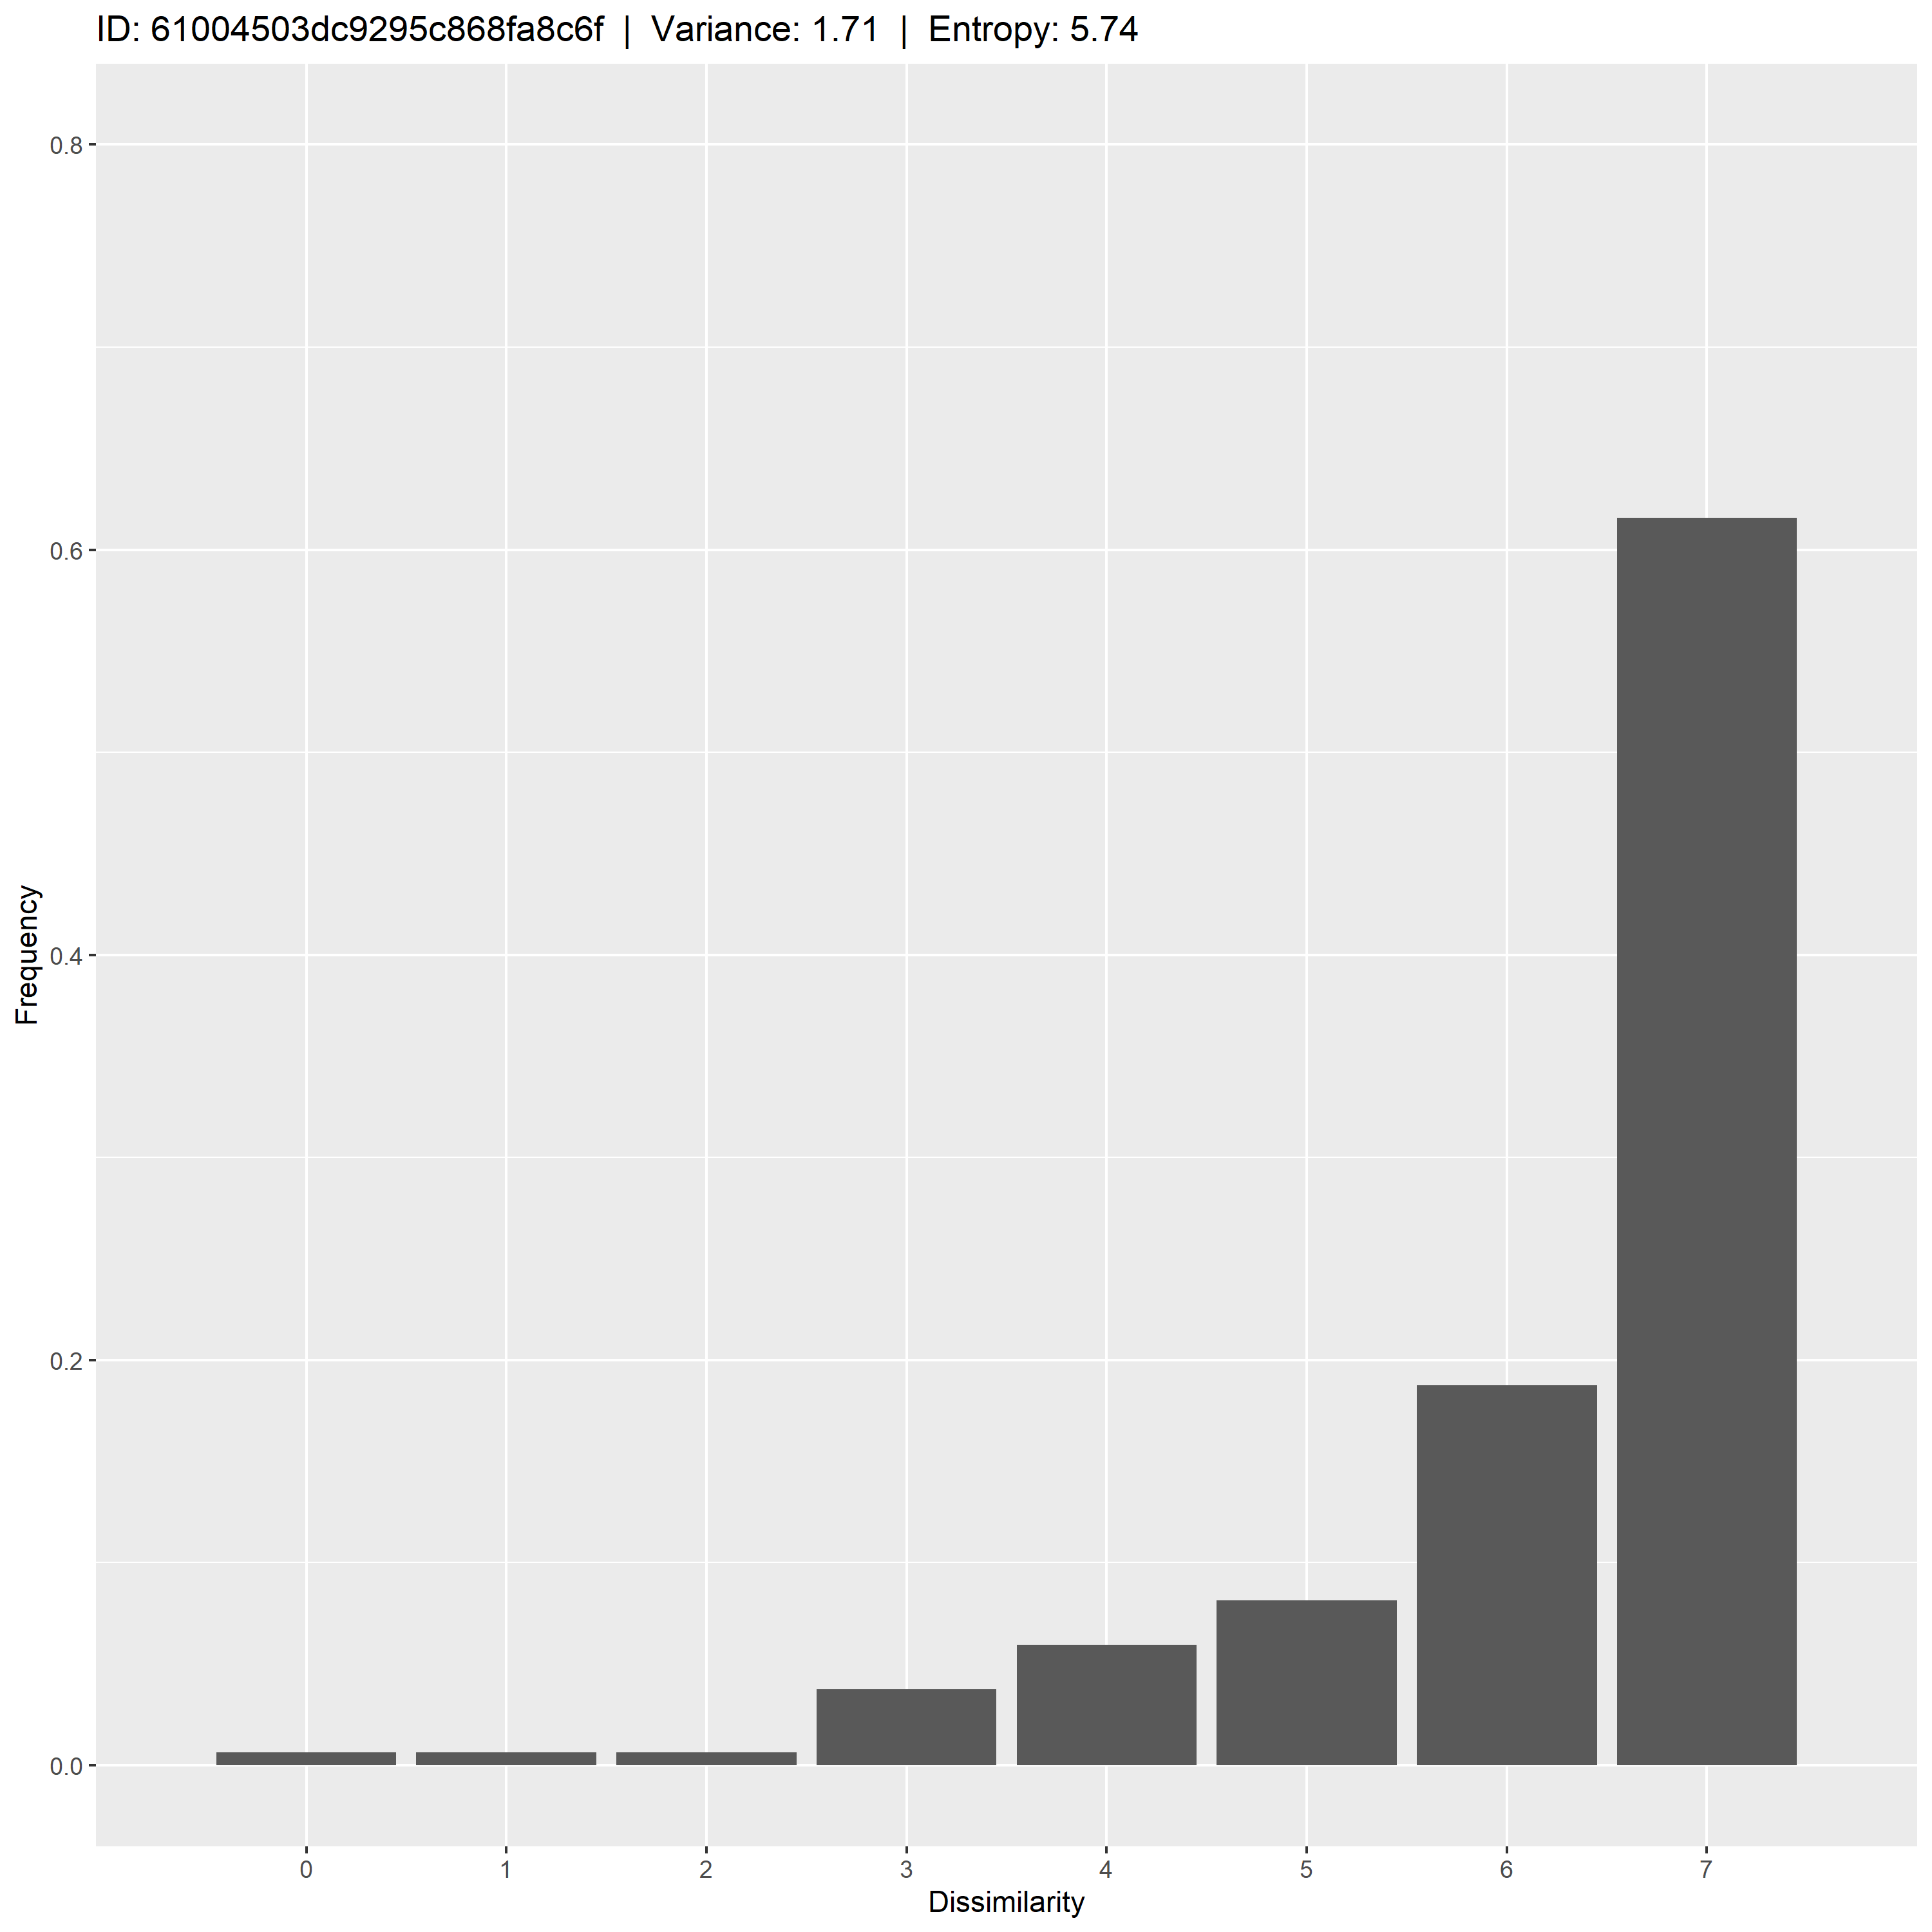 ID: 61004503dc9295c868fa8c6f | Variance: 1.71 | Entropy: 5.74
0.8
0.6
0.4
0.2
0.0
Frequency
0 1 2 3 4 5 6 7
Dissimilarity